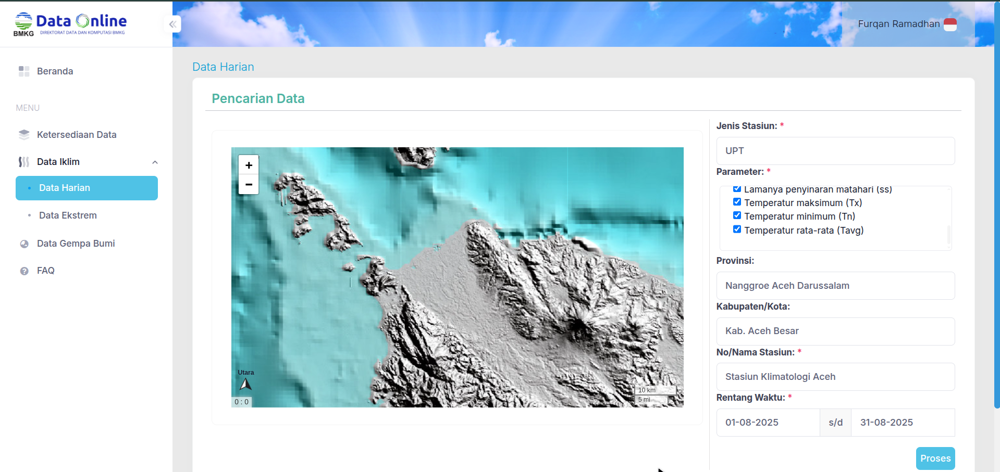 BMKG
Data Online
DIREKTORAT DATA DAN KOMPUTASI BMKG
Furqan Ramadhan
Beranda
MENU
Ketersediaan Data
Data Iklim
Data Harian
Data Ekstrem
Data Gempa Bumi
FAQ
Data Harian
Pencarian Data
+
−
Utara
0 : 0
10 km
5 mi
Jenis Stasiun: *
UPT
Parameter: *
Lamanya penyinaran matahari (ss)
Temperatur maksimum (Tx)
Temperatur minimum (Tn)
Temperatur rata-rata (Tavg)
Provinsi:
Nanggroe Aceh Darussalam
Kabupaten/Kota:
Kab. Aceh Besar
No/Nama Stasiun: *
Stasiun Klimatologi Aceh
Rentang Waktu: *
01-08-2025 s/d 31-08-2025
Proses